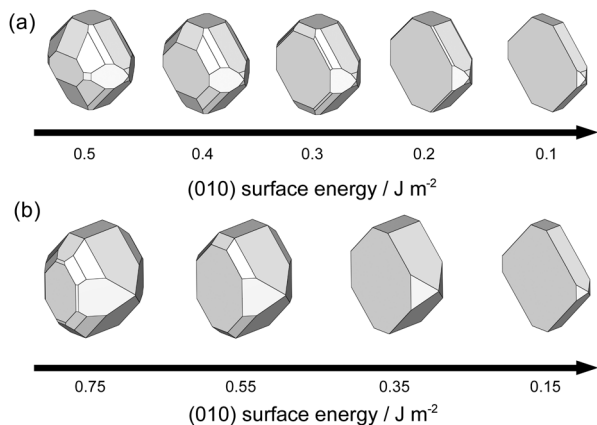 (a)
0.5 0.4 0.3 0.2 0.1
(010) surface energy / J m⁻²
(b)
0.75 0.55 0.35 0.15
(010) surface energy / J m⁻²